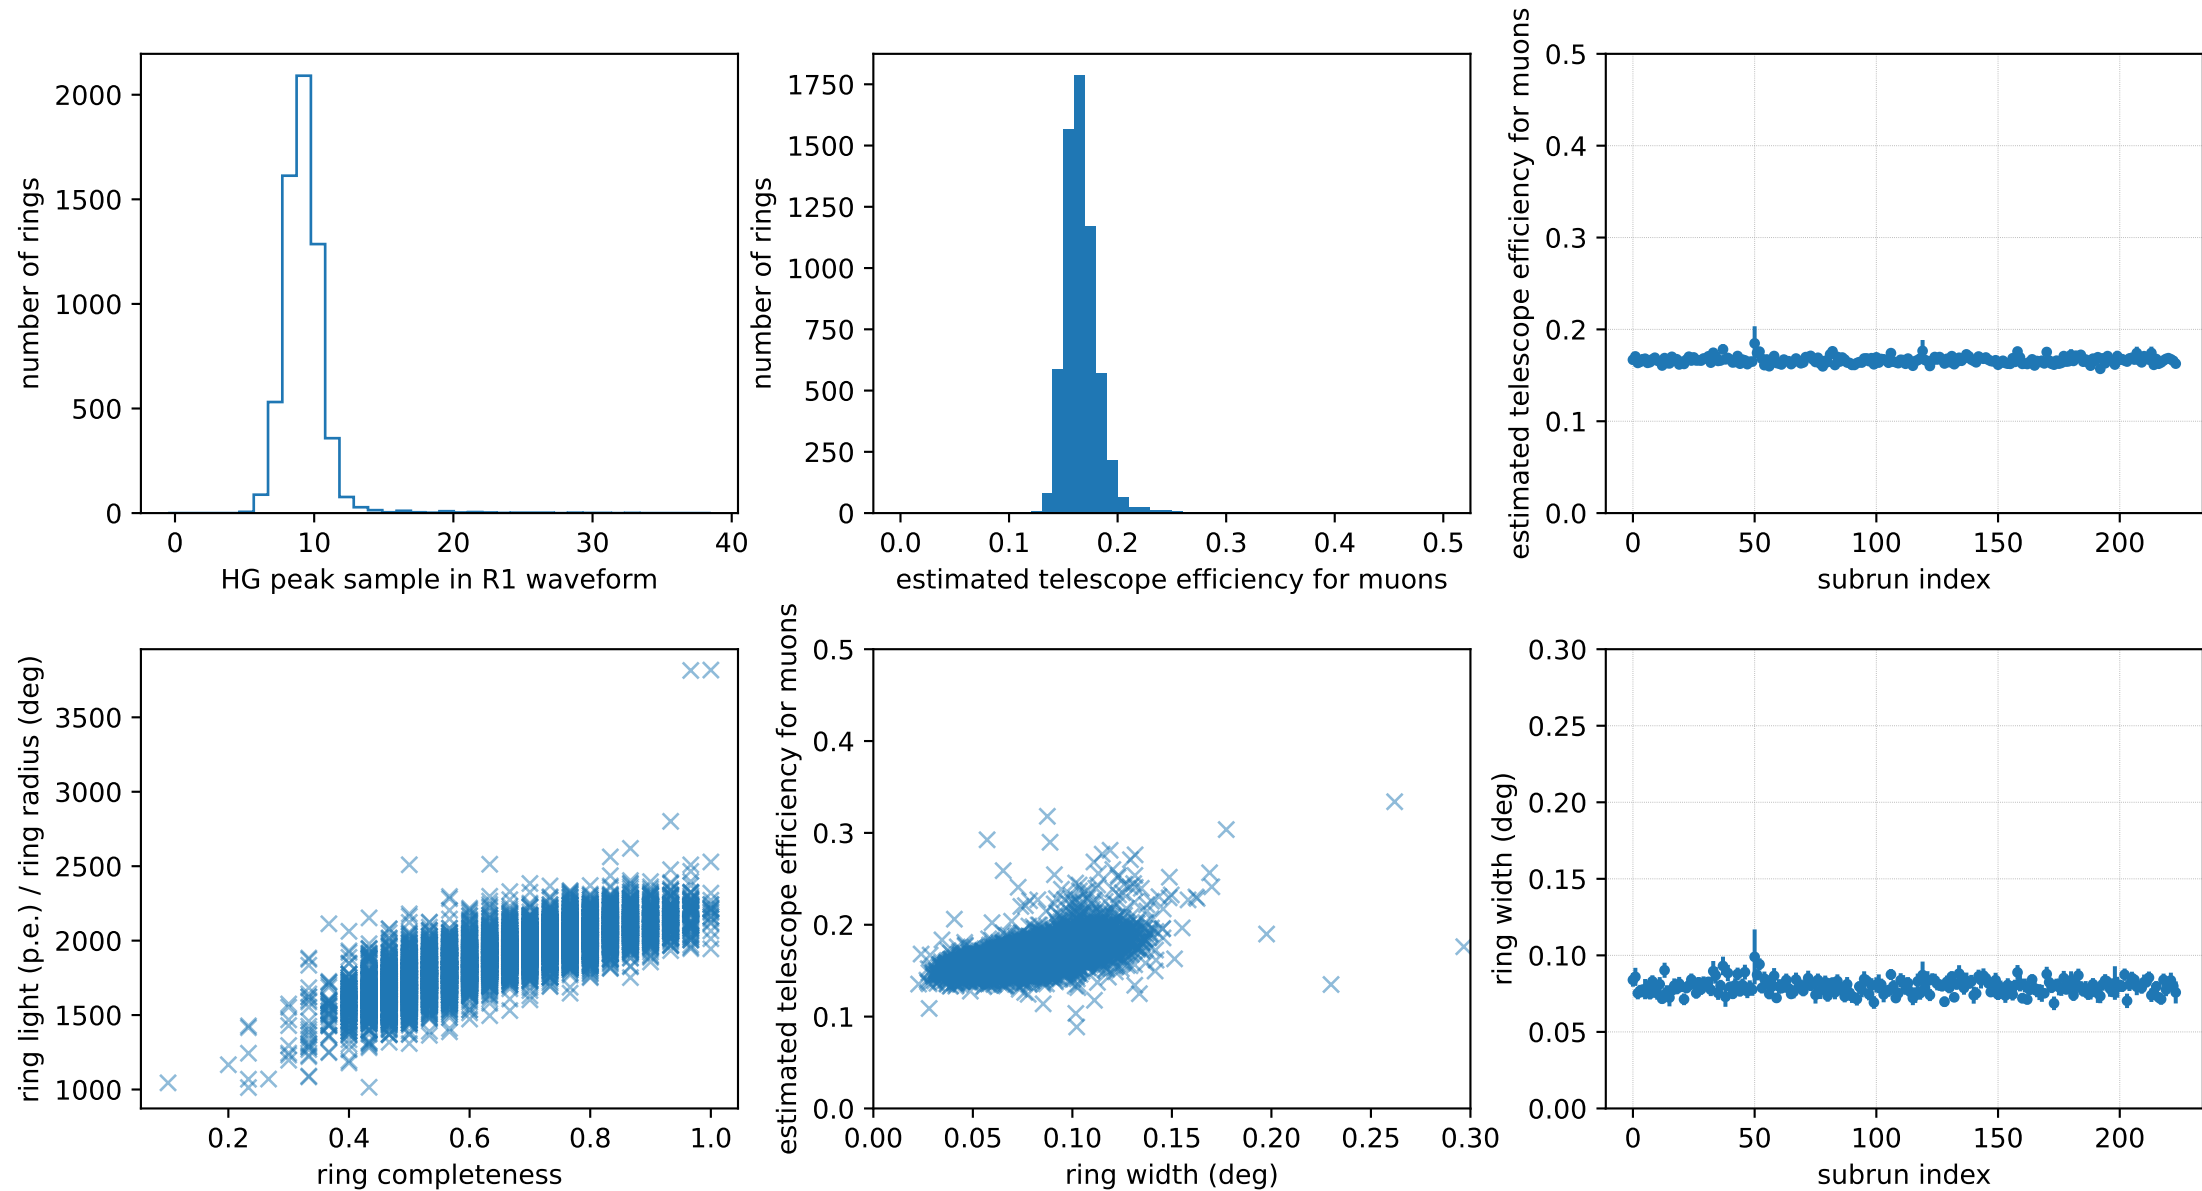 number of rings
2000
1500
1000
500
0
0 10 20 30 40
HG peak sample in R1 waveform
number of rings
1750
1500
1250
1000
750
500
250
0
0.0 0.1 0.2 0.3 0.4 0.5
estimated telescope efficiency for muons
estimated telescope efficiency for muons
0.5
0.4
0.3
0.2
0.1
0.0
0 50 100 150 200
subrun index
ring light (p.e.) / ring radius (deg)
3500
3000
2500
2000
1500
1000
0.2 0.4 0.6 0.8 1.0
ring completeness
estimated telescope efficiency for muons
0.5
0.4
0.3
0.2
0.1
0.0
0.00 0.05 0.10 0.15 0.20 0.25 0.30
ring width (deg)
ring width (deg)
0.30
0.25
0.20
0.15
0.10
0.05
0.00
0 50 100 150 200
subrun index